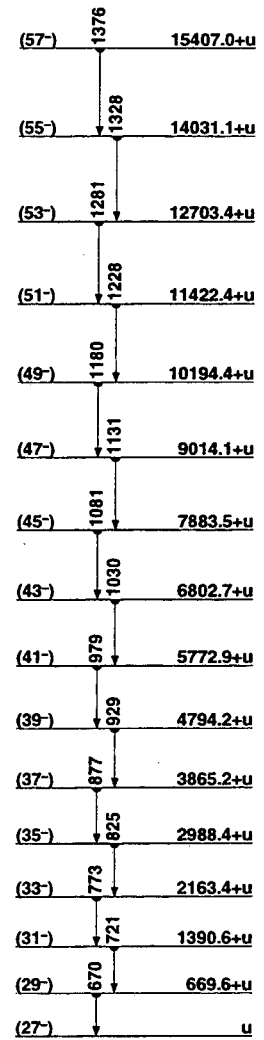 (57⁻) 1376 15407.0+u
(55⁻) 1328 14031.1+u
(53⁻) 1281 12703.4+u
(51⁻) 1228 11422.4+u
(49⁻) 1180 10194.4+u
(47⁻) 1131 9014.1+u
(45⁻) 1081 7883.5+u
(43⁻) 1030 6802.7+u
(41⁻) 979 5772.9+u
(39⁻) 929 4794.2+u
(37⁻) 877 3865.2+u
(35⁻) 825 2988.4+u
(33⁻) 773 2163.4+u
(31⁻) 721 1390.6+u
(29⁻) 670 669.6+u
(27⁻) u